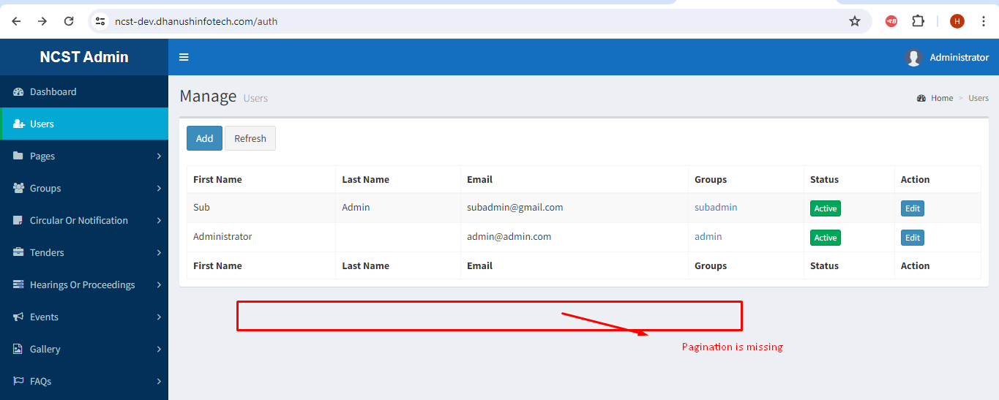 ncst-dev.dhanushinfotech.com/auth
H
NCST Admin
Administrator
Dashboard
Users
Pages
Groups
Circular Or Notification
Tenders
Hearings Or Proceedings
Events
Gallery
FAQs
Manage Users
Home > Users
Add Refresh
First Name Last Name Email Groups Status Action
Sub Admin subadmin@gmail.com subadmin Active Edit
Administrator admin@admin.com admin Active Edit
First Name Last Name Email Groups Status Action
Pagination is missing